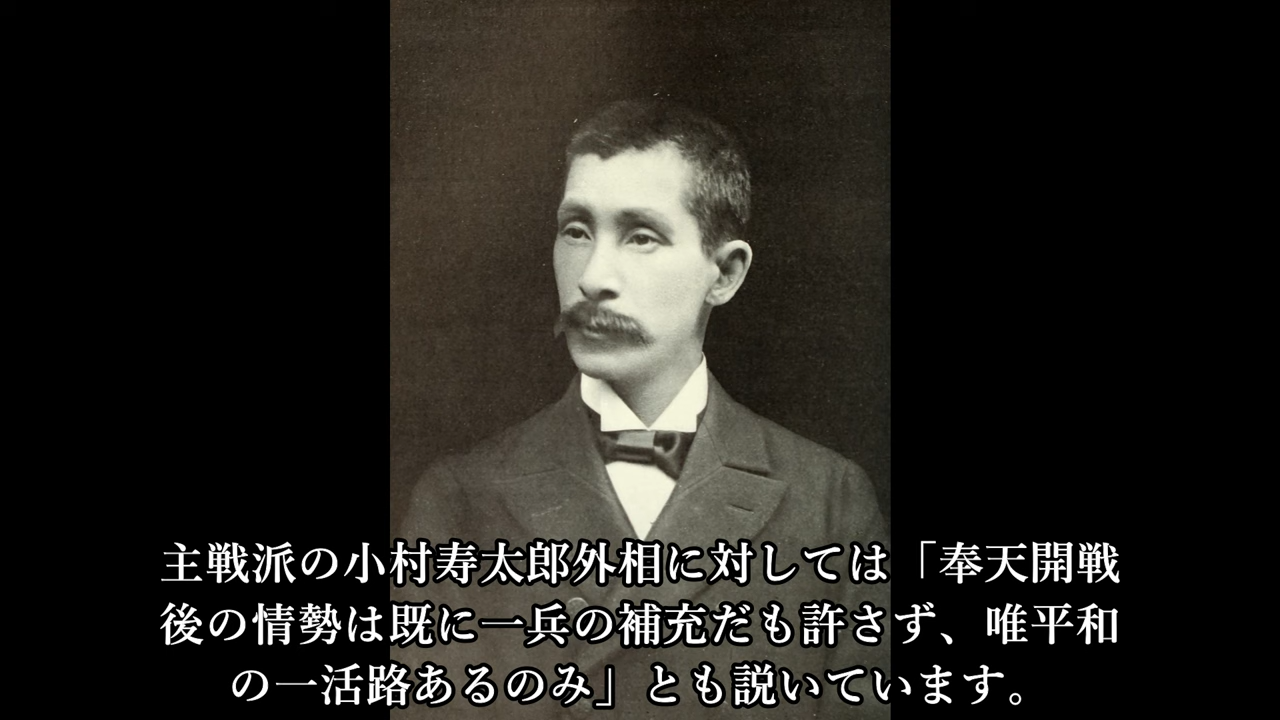 主戦派の小村寿太郎外相に対しては「奉天開戦
後の情勢は既に一兵の補充だも許さず、唯平和
の一活路あるのみ」とも説いています。